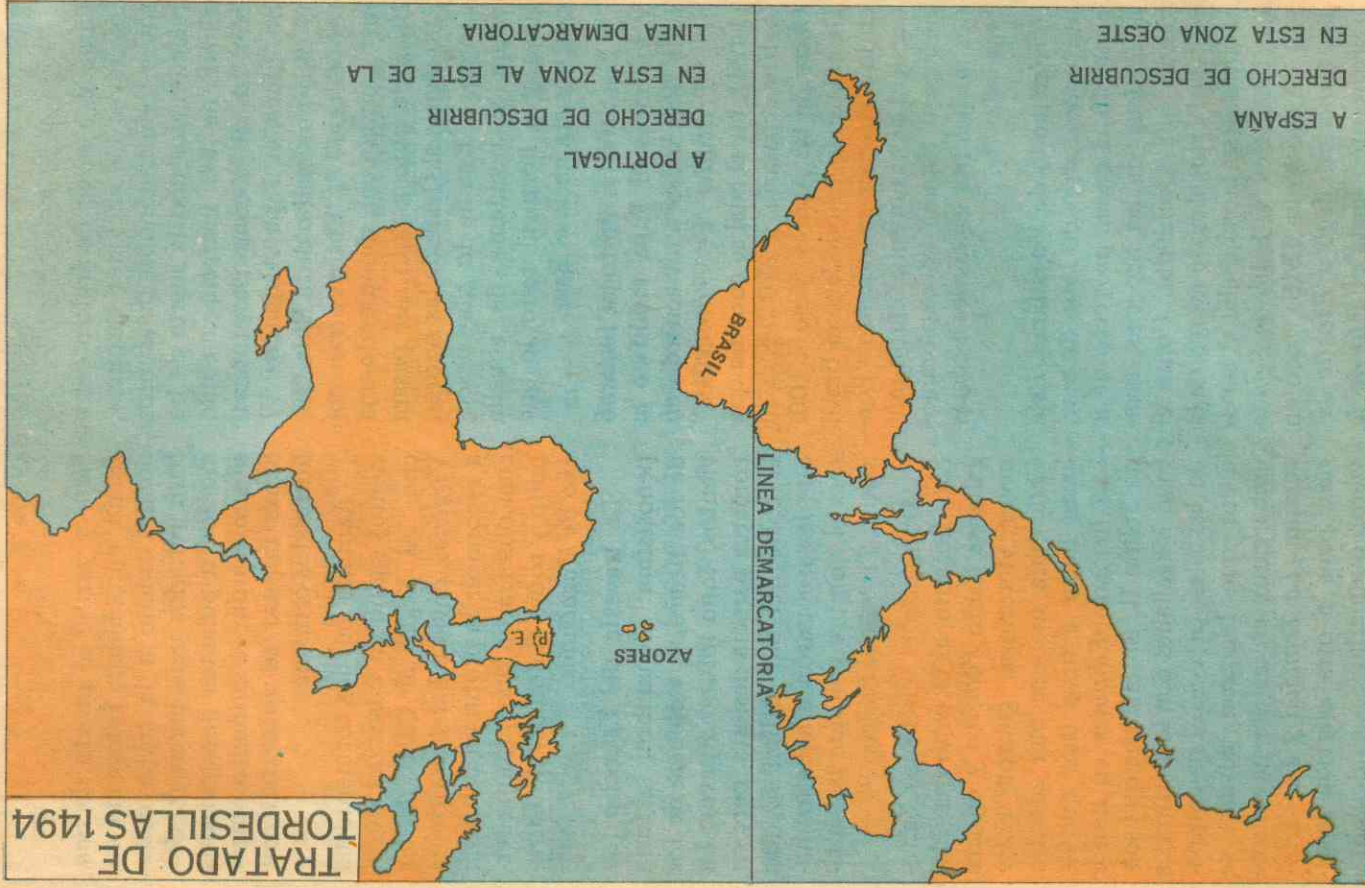 TRATADO DE
TORDESILLAS 1494
AZORES
P. E.
LINEA DEMARCATORIA
BRASIL
A ESPAÑA
DERECHO DE DESCUBRIR
EN ESTA ZONA OESTE
A PORTUGAL
DERECHO DE DESCUBRIR
EN ESTA ZONA AL ESTE DE LA
LINEA DEMARCATORIA